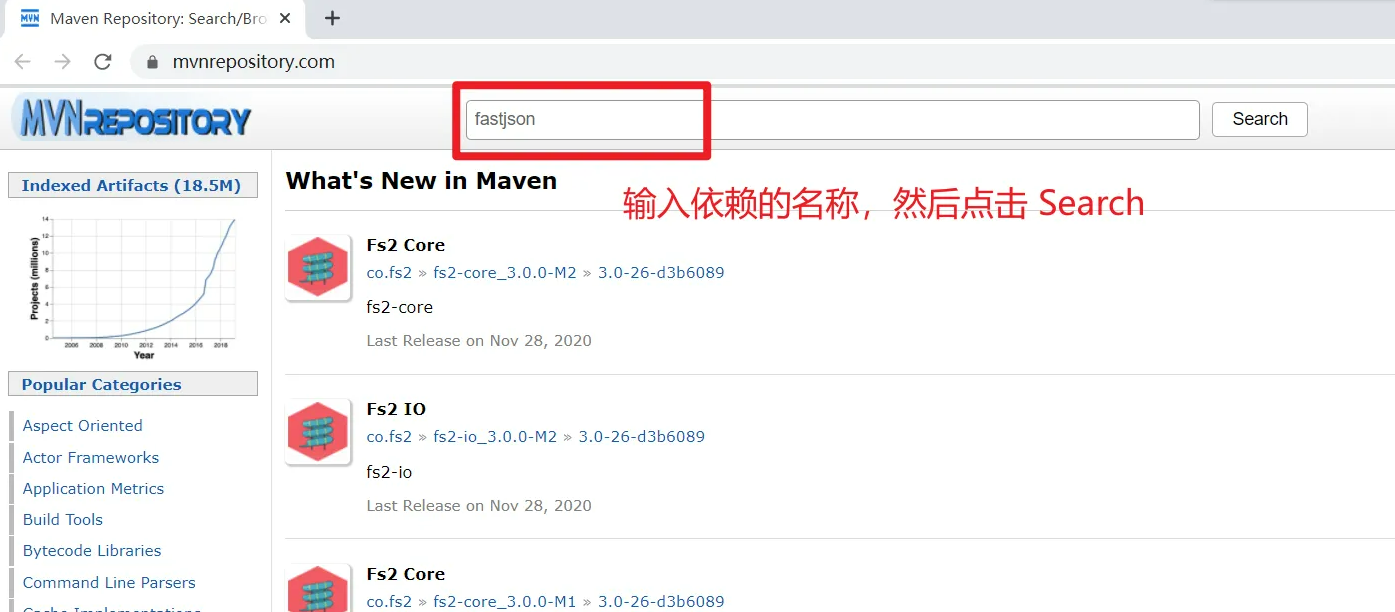 Maven Repository: Search/Bro
mvnrepository.com
MVNREPOSITORY
fastjson
Search
Indexed Artifacts (18.5M)
What's New in Maven
输入依赖的名称，然后点击 Search
Projects (millions)
14
12
10
8
6
4
2
0
2006 2008 2010 2012 2014 2016 2018
Year
Popular Categories
Aspect Oriented
Actor Frameworks
Application Metrics
Build Tools
Bytecode Libraries
Command Line Parsers
Cache Implementations
Fs2 Core
co.fs2 » fs2-core_3.0.0-M2 » 3.0-26-d3b6089
fs2-core
Last Release on Nov 28, 2020
Fs2 IO
co.fs2 » fs2-io_3.0.0-M2 » 3.0-26-d3b6089
fs2-io
Last Release on Nov 28, 2020
Fs2 Core
co.fs2 » fs2-core_3.0.0-M1 » 3.0-26-d3b6089